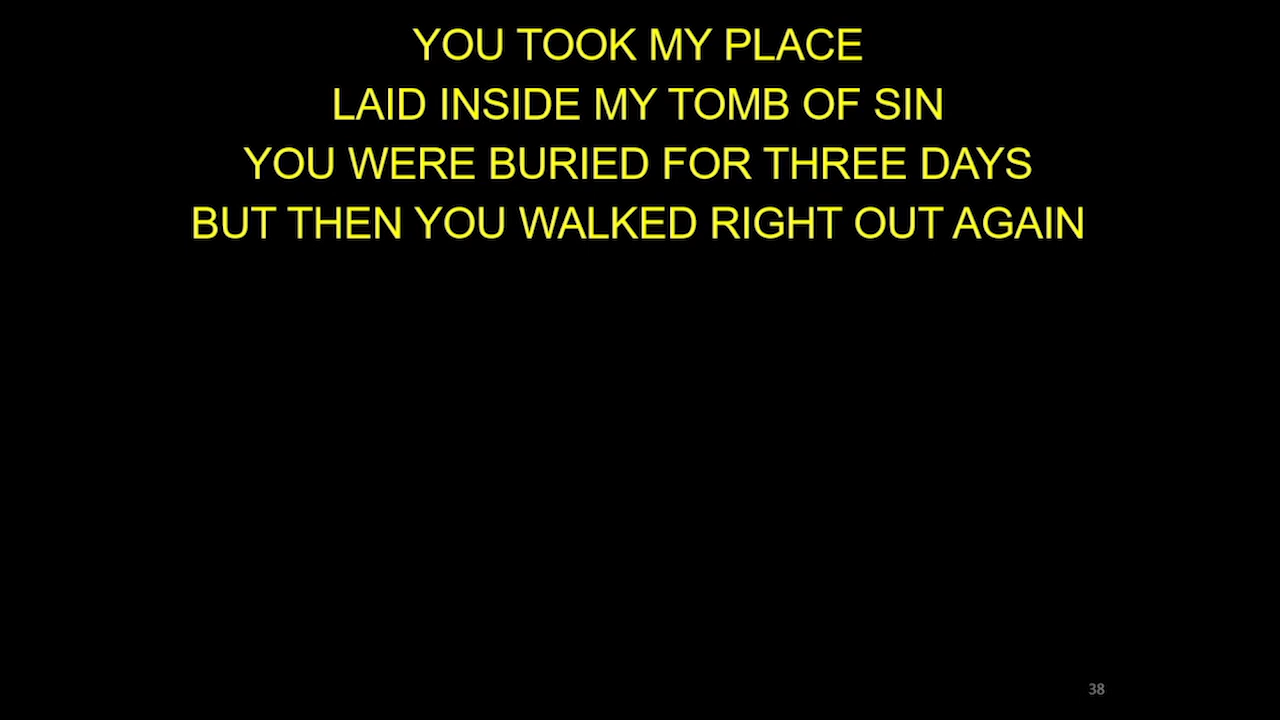 YOU TOOK MY PLACE
LAID INSIDE MY TOMB OF SIN
YOU WERE BURIED FOR THREE DAYS
BUT THEN YOU WALKED RIGHT OUT AGAIN
38